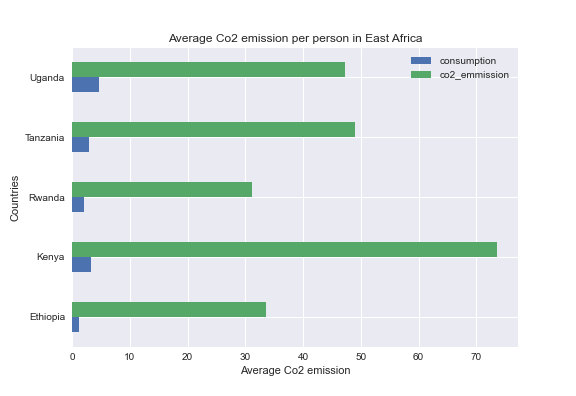 Average Co2 emission per person in East Africa
consumption
co2_emmission
Countries
Uganda
Tanzania
Rwanda
Kenya
Ethiopia
0 10 20 30 40 50 60 70
Average Co2 emission